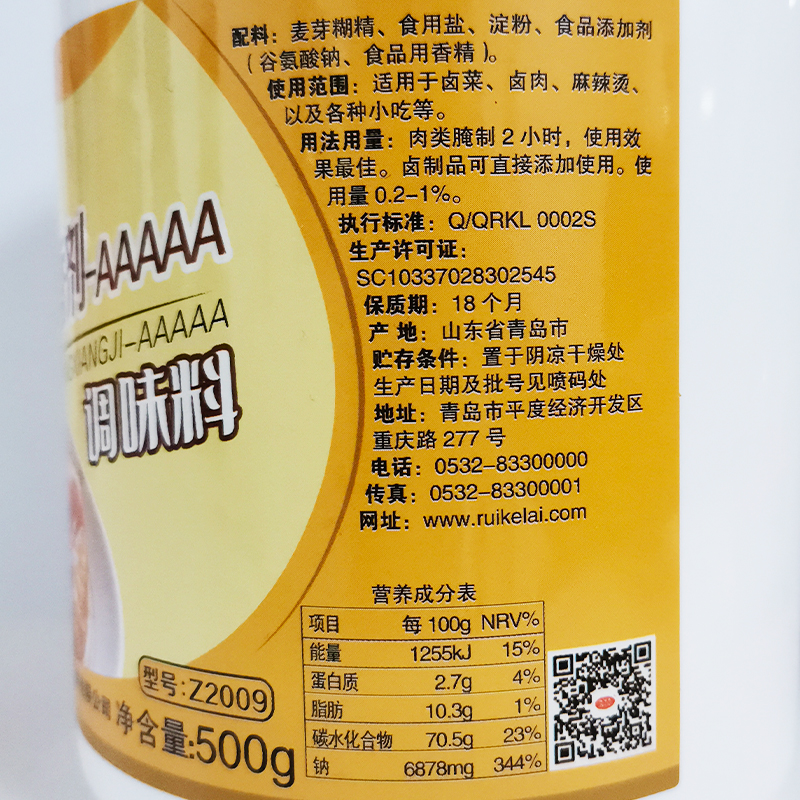 配料：麦芽糊精、食用盐、淀粉、食品添加剂
（谷氨酸钠、食品用香精）。
使用范围：适用于卤菜、卤肉、麻辣烫、
以及各种小吃等。
用法用量：肉类腌制2小时，使用效
果最佳。卤制品可直接添加使用。使
用量0.2-1%。
执行标准：Q/QRKL 0002S
生产许可证：
SC10337028302545
保质期：18个月
产 地：山东省青岛市
贮存条件：置于阴凉干燥处
生产日期及批号见喷码处
地址：青岛市平度经济开发区
重庆路277号
电话：0532-83300000
传真：0532-83300001
网址：www.ruikelai.com
剂-AAAAA
IANGJI-AAAAA
调味料
型号:Z2009
公司
净含量:500g
营养成分表
项目 每100g NRV%
能量 1255kJ 15%
蛋白质 2.7g 4%
脂肪 10.3g 1%
碳水化合物 70.5g 23%
钠 6878mg 344%